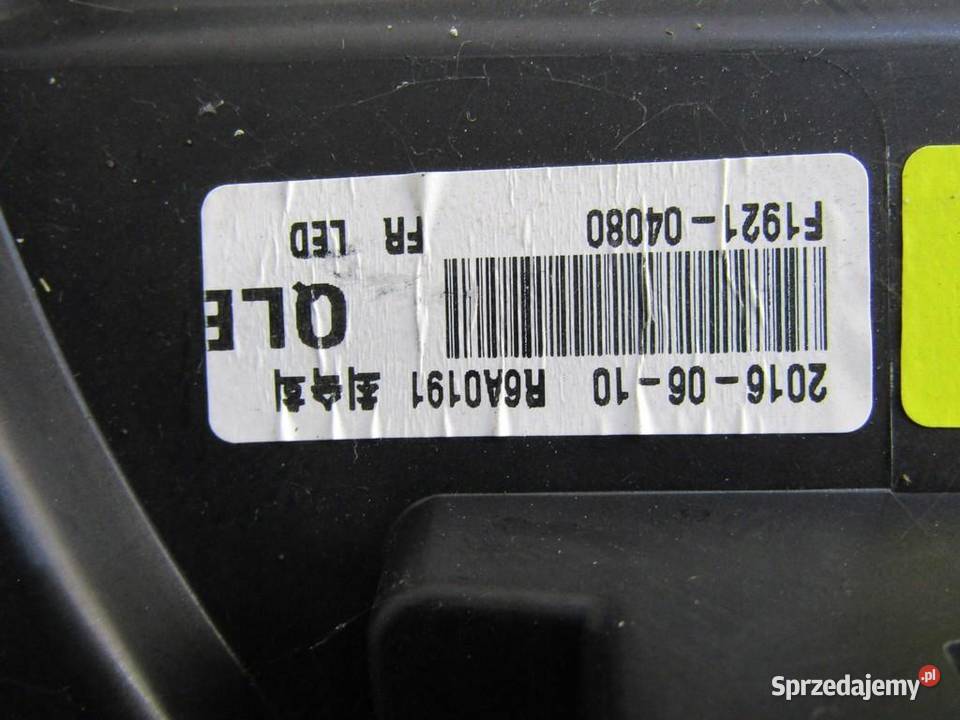 2016-06-10 R6A0191
QLE
F1921-04080 FR LED
Sprzedajemy.pl